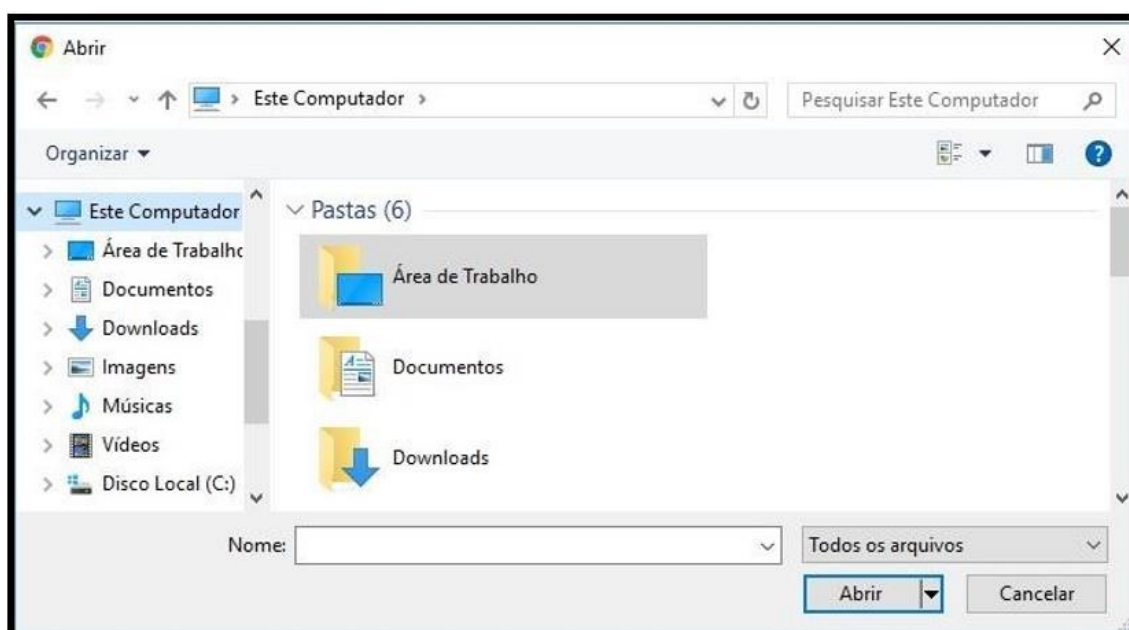 Abrir
Este Computador
Pesquisar Este Computador
Organizar
Este Computador
Pastas (6)
Área de Trabalho
Documentos
Downloads
Imagens
Músicas
Vídeos
Disco Local (C:)
Área de Trabalho
Documentos
Downloads
Nome:
Todos os arquivos
Abrir
Cancelar